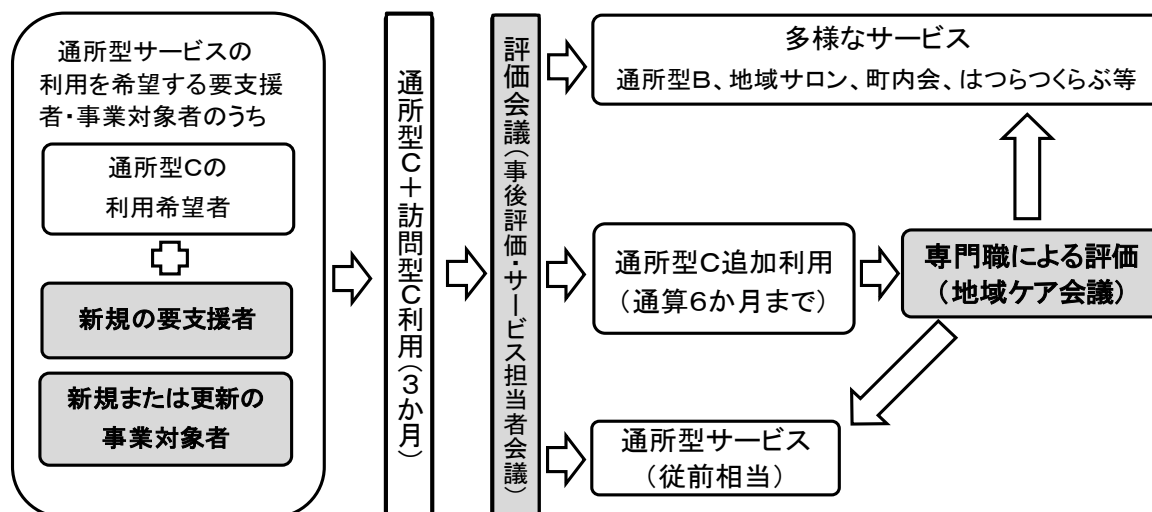 通所型サービスの
利用を希望する要支援
者・事業対象者のうち
通所型Cの
利用希望者
新規の要支援者
新規または更新の
事業対象者
通所型C+訪問型C利用(3か月)
評価会議(事後評価・サービス担当者会議)
多様なサービス
通所型B、地域サロン、町内会、はつらつくらぶ等
通所型C追加利用
(通算6か月まで)
専門職による評価
(地域ケア会議)
通所型サービス
(従前相当)